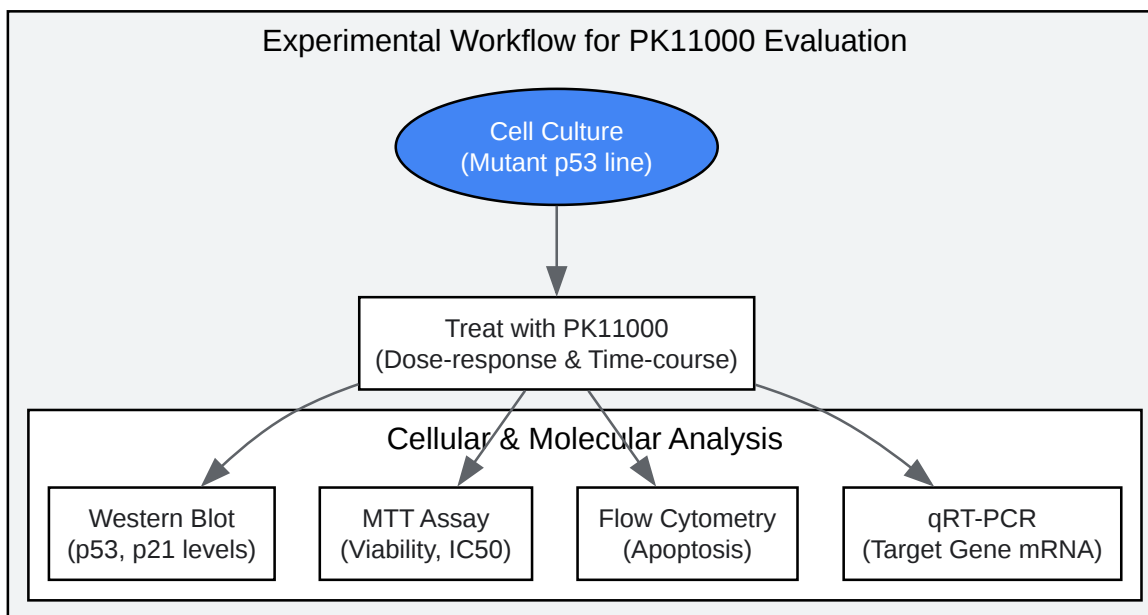 Experimental Workflow for PK11000 Evaluation
Cell Culture
(Mutant p53 line)
Treat with PK11000
(Dose-response & Time-course)
Cellular & Molecular Analysis
Western Blot
(p53, p21 levels)
MTT Assay
(Viability, IC50)
Flow Cytometry
(Apoptosis)
qRT-PCR
(Target Gene mRNA)